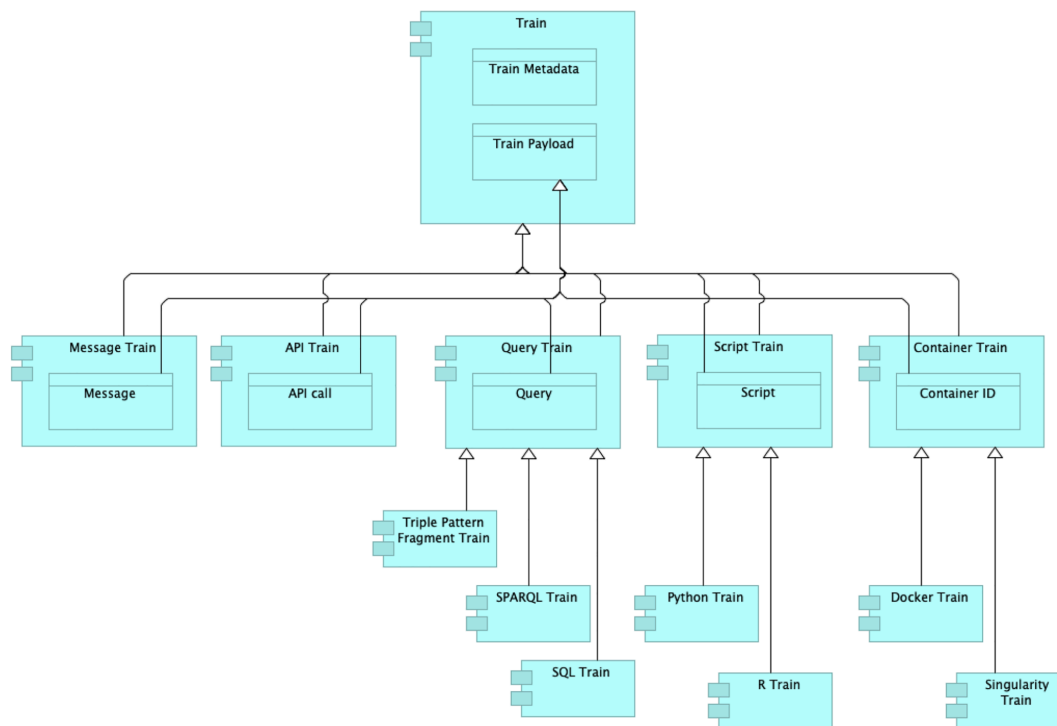 Train
Train Metadata
Train Payload
Message Train
Message
API Train
API call
Query Train
Query
Script Train
Script
Container Train
Container ID
Triple Pattern
Fragment Train
SPARQL Train
SQL Train
Python Train
R Train
Docker Train
Singularity
Train